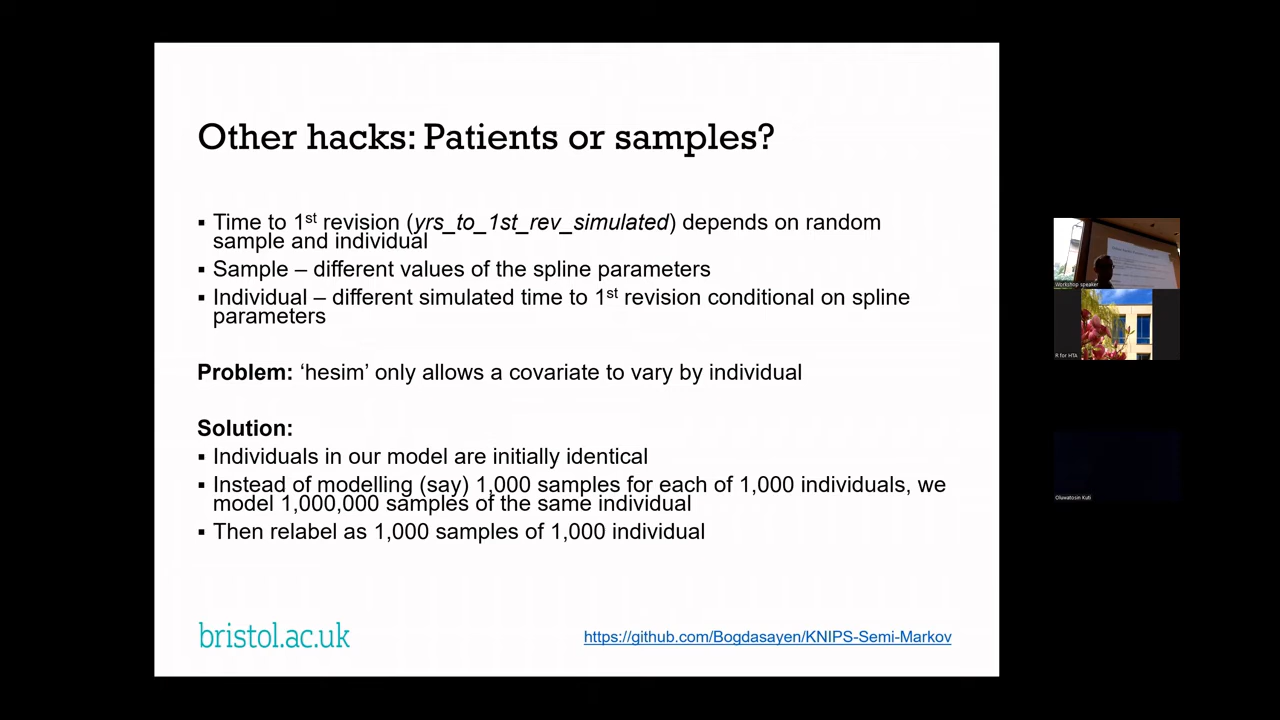 Other hacks: Patients or samples?
▪ Time to 1st revision (yrs_to_1st_rev_simulated) depends on random
sample and individual
▪ Sample – different values of the spline parameters
▪ Individual – different simulated time to 1st revision conditional on spline
parameters
Problem: ‘hesim’ only allows a covariate to vary by individual
Solution:
▪ Individuals in our model are initially identical
▪ Instead of modelling (say) 1,000 samples for each of 1,000 individuals, we
model 1,000,000 samples of the same individual
▪ Then relabel as 1,000 samples of 1,000 individual
bristol.ac.uk
https://github.com/Bogdasayen/KNIPS-Semi-Markov
Workshop speaker
R for HTA
Oluwatosin Kuti